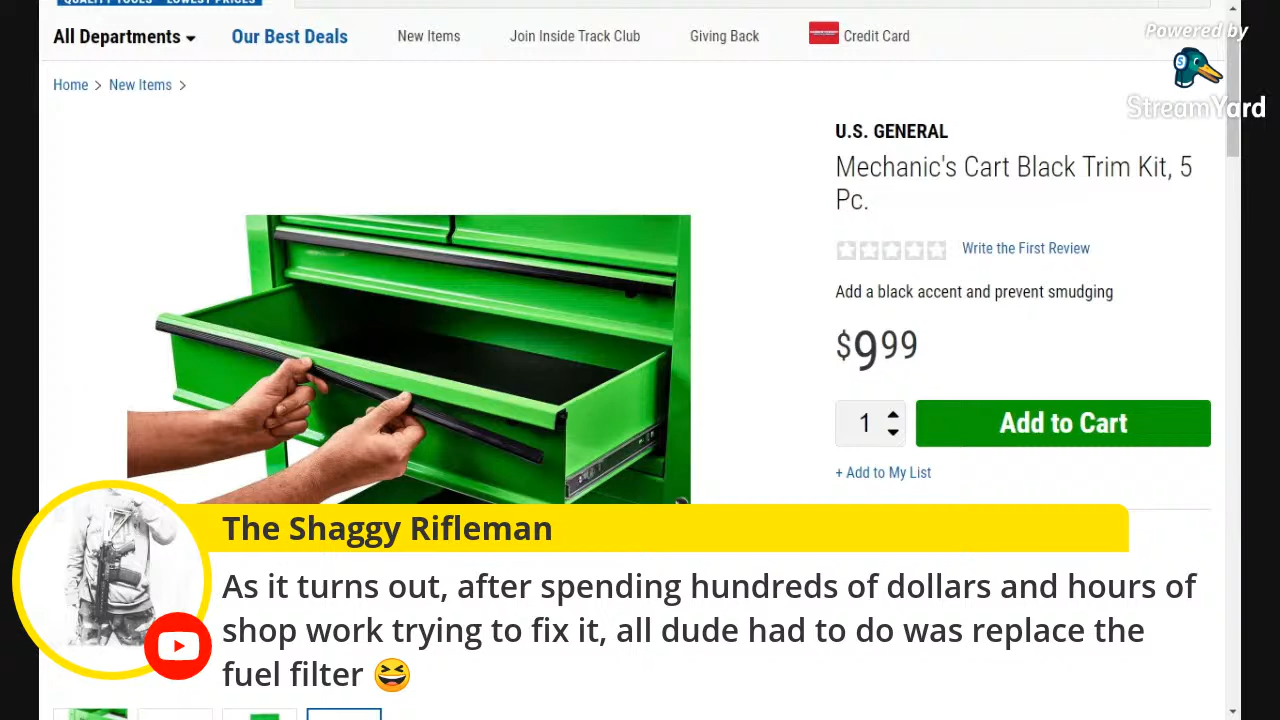 QUALITY TOOLS LOWEST PRICES
All Departments
Our Best Deals
New Items
Join Inside Track Club
Giving Back
Credit Card
Powered by
StreamYard
Home > New Items >
U.S. GENERAL
Mechanic's Cart Black Trim Kit, 5
Pc.
Write the First Review
Add a black accent and prevent smudging
$9 99
1
Add to Cart
+ Add to My List
The Shaggy Rifleman
As it turns out, after spending hundreds of dollars and hours of
shop work trying to fix it, all dude had to do was replace the
fuel filter 😆